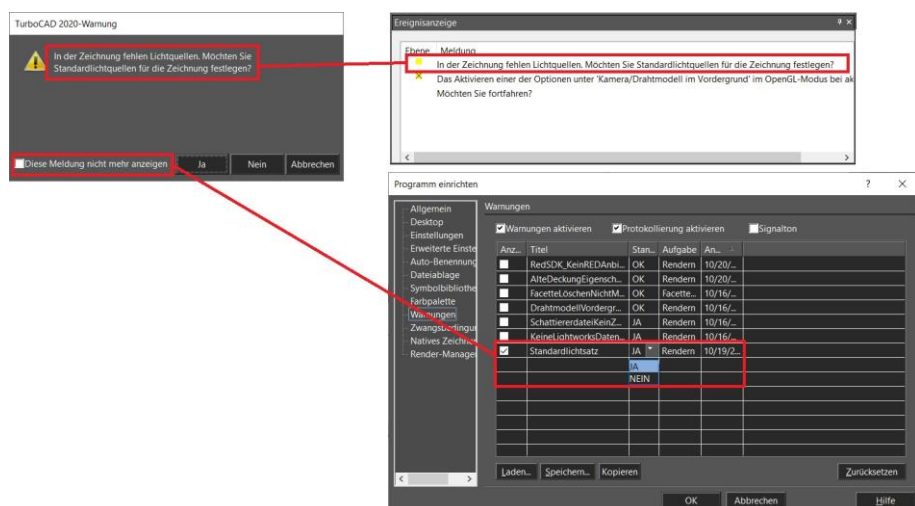 TurboCAD 2020-Warnung
In der Zeichnung fehlen Lichtquellen. Möchten Sie
Standardlichtquellen für die Zeichnung festlegen?
Diese Meldung nicht mehr anzeigen
Ja
Nein
Abbrechen
Ereignisanzeige
Ebene Meldung
In der Zeichnung fehlen Lichtquellen. Möchten Sie Standardlichtquellen für die Zeichnung festlegen?
Das Aktivieren einer der Optionen unter 'Kamera/Drahtmodell im Vordergrund' im OpenGL-Modus bei ak
Möchten Sie fortfahren?
Programm einrichten
Allgemein
Desktop
Einstellungen
Erweiterte Einste
Auto-Benennung
Dateiablage
Symbolbibliothe
Farbpalette
Warnungen
Zwangsbedingu
Natives Zeichne
Render-Manage
Warnungen
Warnungen aktivieren
Protokollierung aktivieren
Signalton
Anz... Titel Stan... Aufgabe An...
RedSDK_KeinREDAnbi... OK Rendern 10/20/...
AlteDeckungEigensch... OK Rendern 10/20/...
FacetteLöschenNichtM... OK Facette... 10/16/...
DrahtmodellVordergr... OK Rendern 10/16/...
SchattiererdateiKeinZ... JA Rendern 10/16/...
KeineLightworksDaten... JA Rendern 10/16/...
Standardlichtsatz JA Rendern 10/19/2...
JA
NEIN
Laden... Speichern... Kopieren
Zurücksetzen
OK
Abbrechen
Hilfe